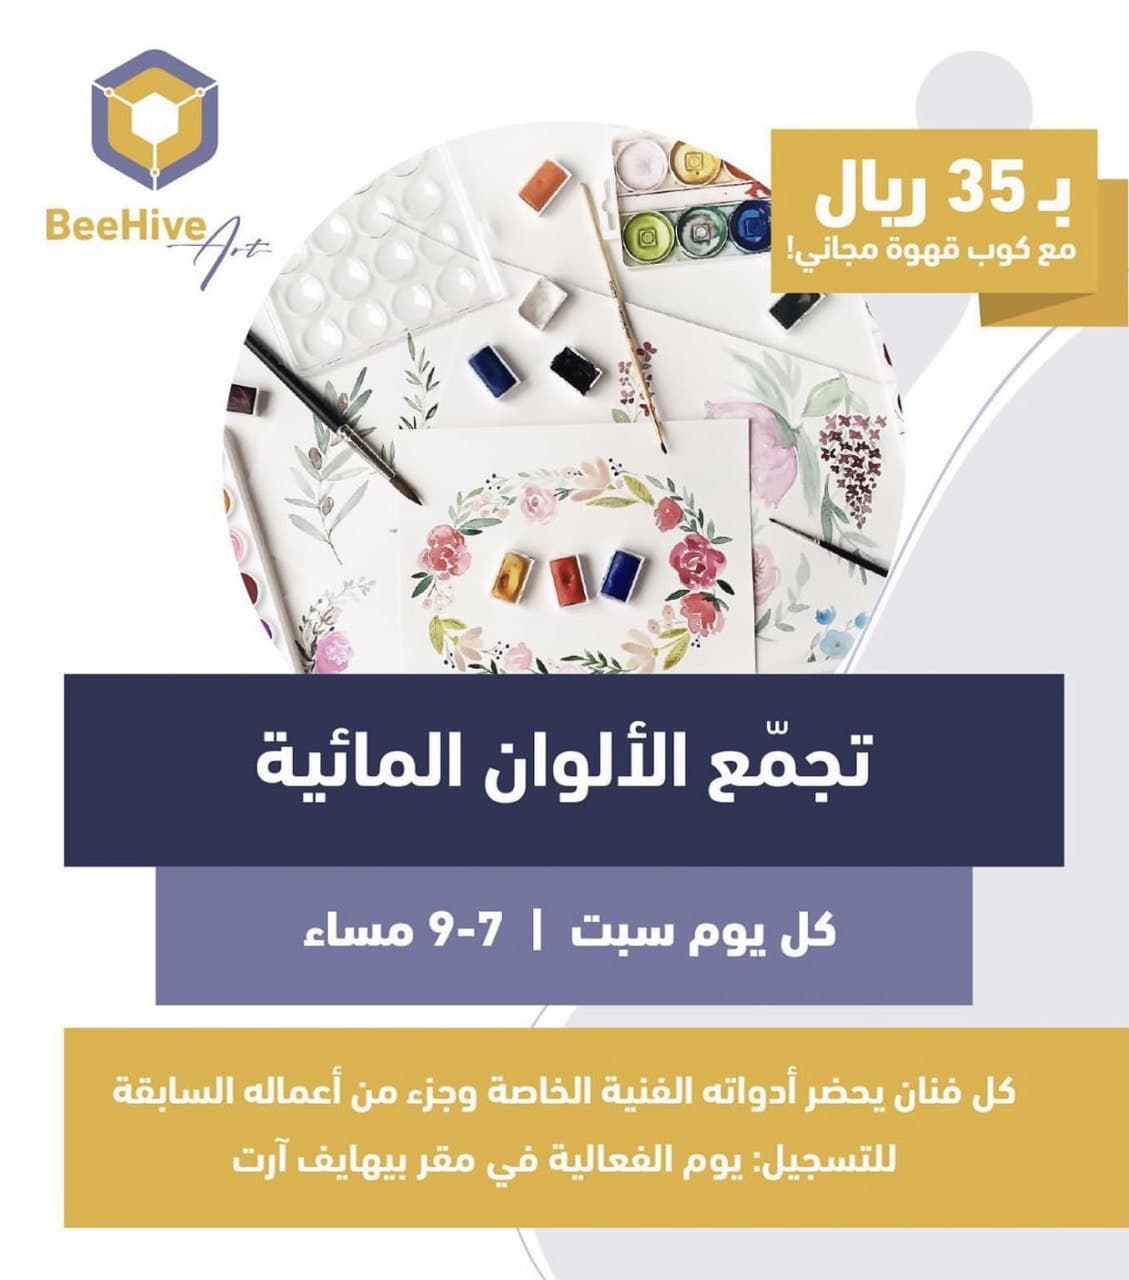 BeeHive
Art
بـ 35 ريال
مع كوب قهوة مجاني!
تجمّع الألوان المائية
كل يوم سبت | 7-9 مساء
كل فنان يحضر أدواته الفنية الخاصة وجزء من أعماله السابقة
للتسجيل: يوم الفعالية في مقر بيهايف آرت